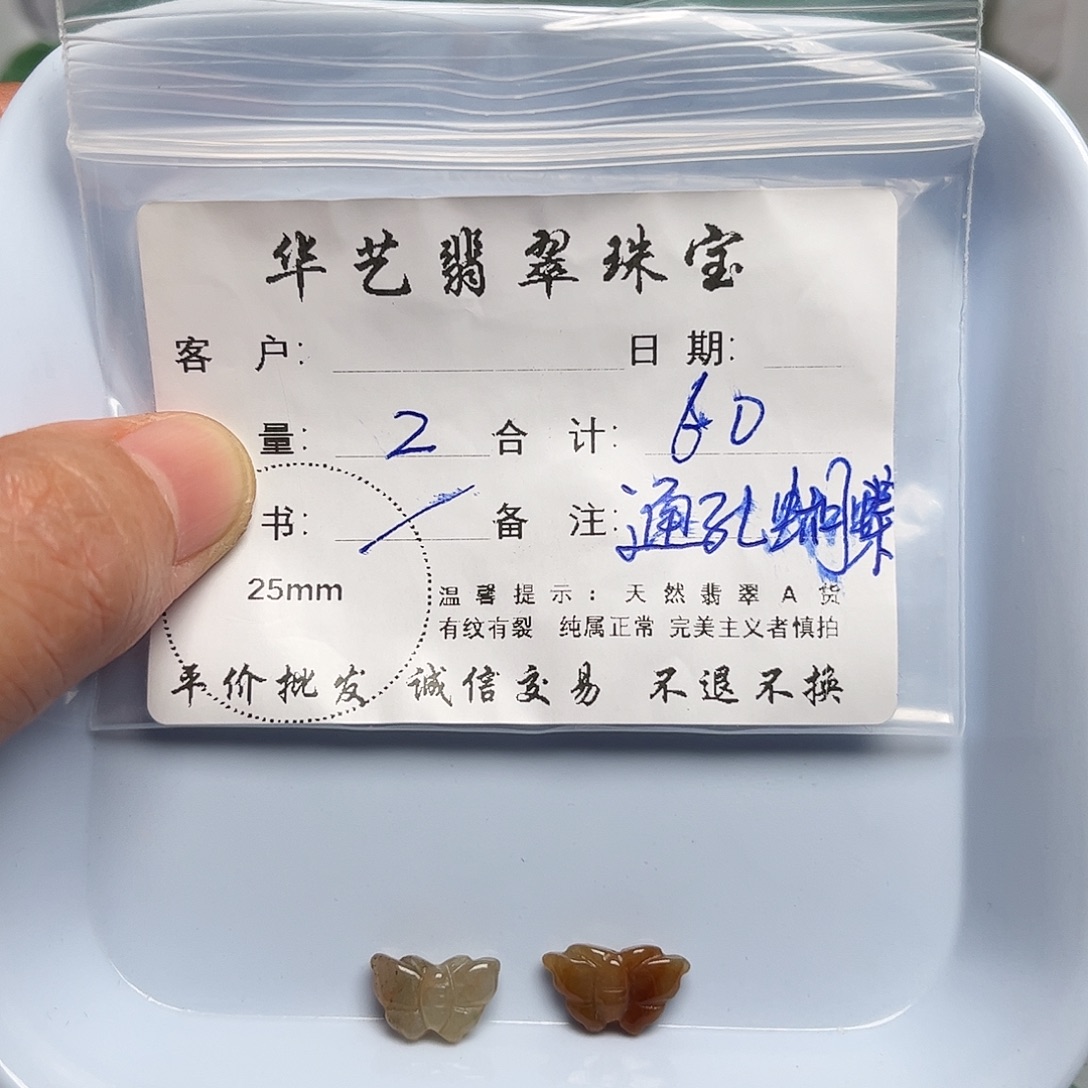 华艺翡翠珠宝
客 户： 日 期：
量： 2 合 计： 60
书： / 备 注： 通孔蝴蝶
25mm
温馨提示：天然翡翠A货
有纹有裂 纯属正常 完美主义者慎拍
平价批发 诚信交易 不退不换